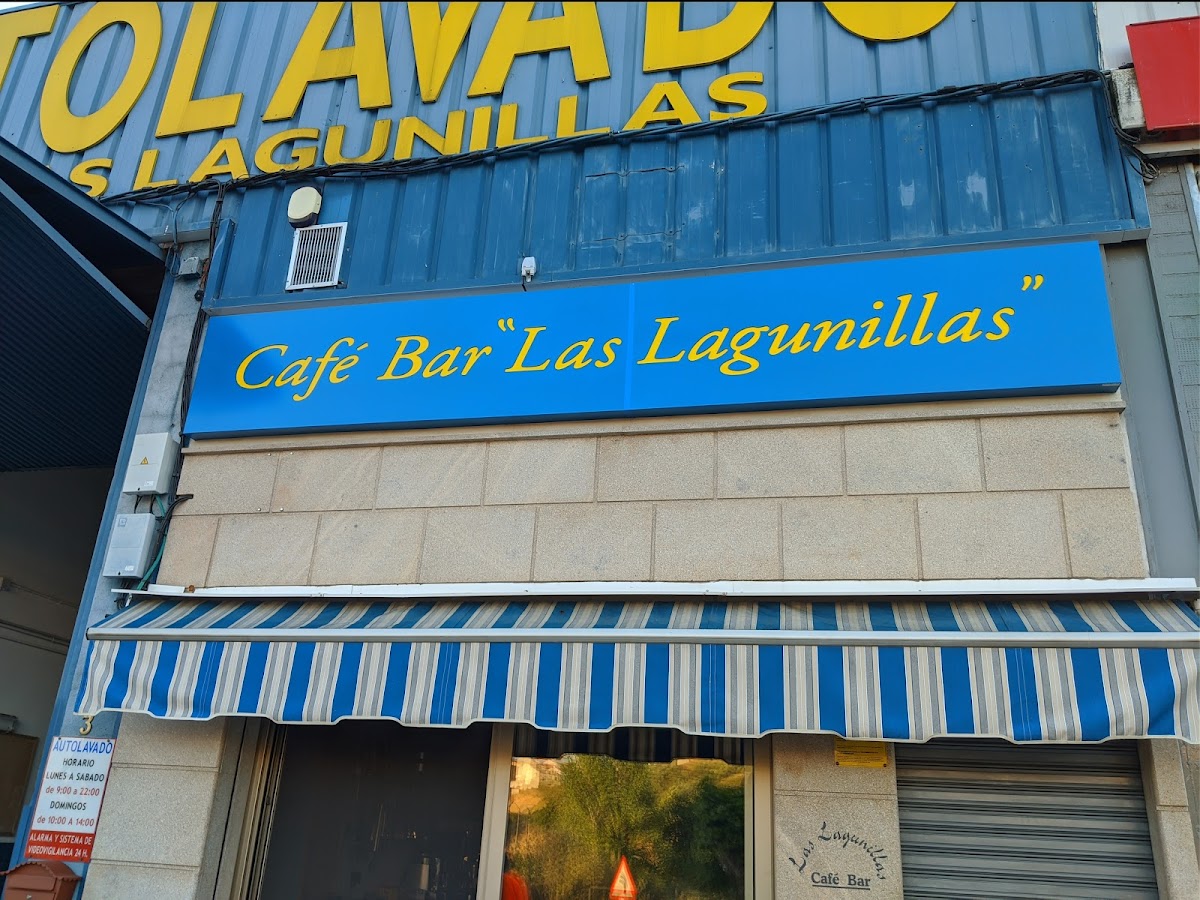 TOLAVADO
S LAGUNILLAS
Café Bar "Las Lagunillas"
3
AUTOLAVADO
HORARIO
LUNES A SABADO
de 9:00 a 22:00
DOMINGOS
de 10:00 A 14:00
ALARMA Y SISTEMA DE
VIDEOVIGILANCIA 24 H.
Las Lagunillas
Café Bar